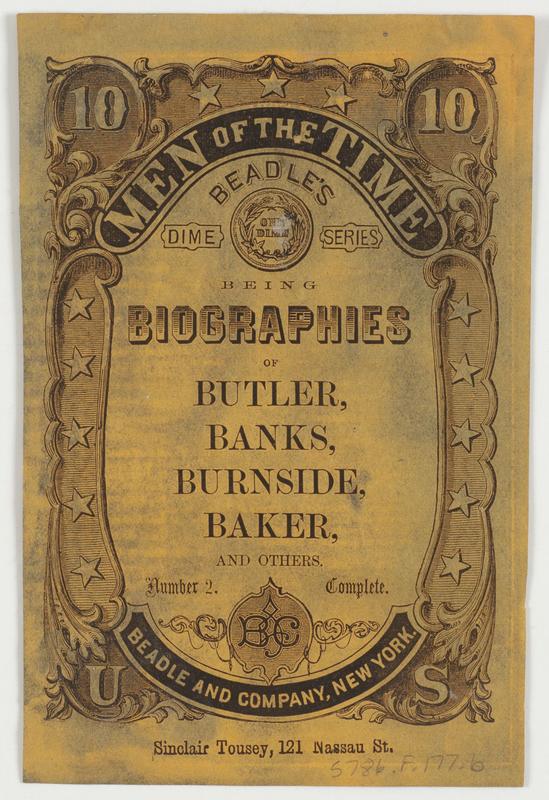 10 10
MEN OF THE TIME
BEADLE'S
DIME ONE DIME SERIES
BEING
BIOGRAPHIES
OF
BUTLER,
BANKS,
BURNSIDE,
BAKER,
AND OTHERS.
Number 2. Complete.
B & C
BEADLE AND COMPANY, NEW YORK.
U S
Sinclair Tousey, 121 Nassau St.
5786.F.177.6